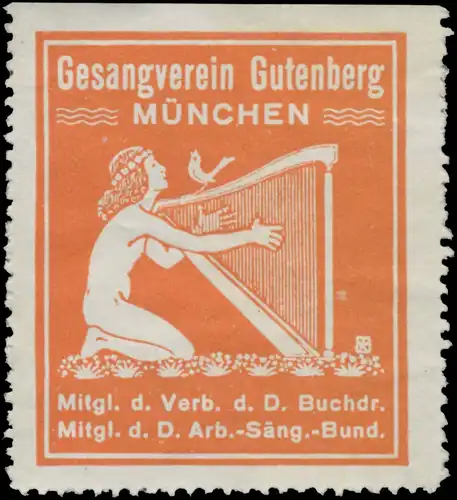 Gesangverein Gutenberg
MÜNCHEN
Mitgl. d. Verb. d. D. Buchdr.
Mitgl. d. D. Arb.-Säng.-Bund.